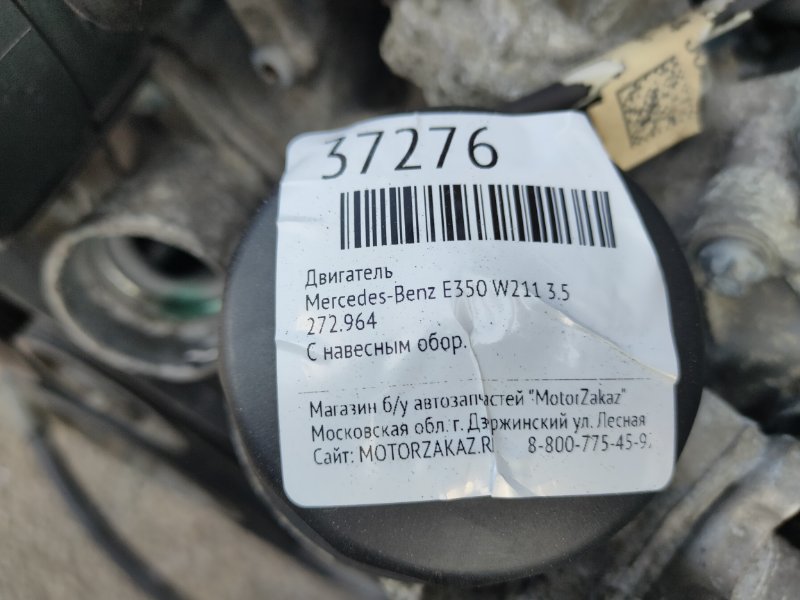 37276
Двигатель
Mercedes-Benz E350 W211 3.5
272.964
С навесным обор.
Магазин б/у автозапчастей "MotorZakaz"
Московская обл. г. Дзержинский ул. Лесная
Сайт: MOTORZAKAZ.R 8-800-775-45-9